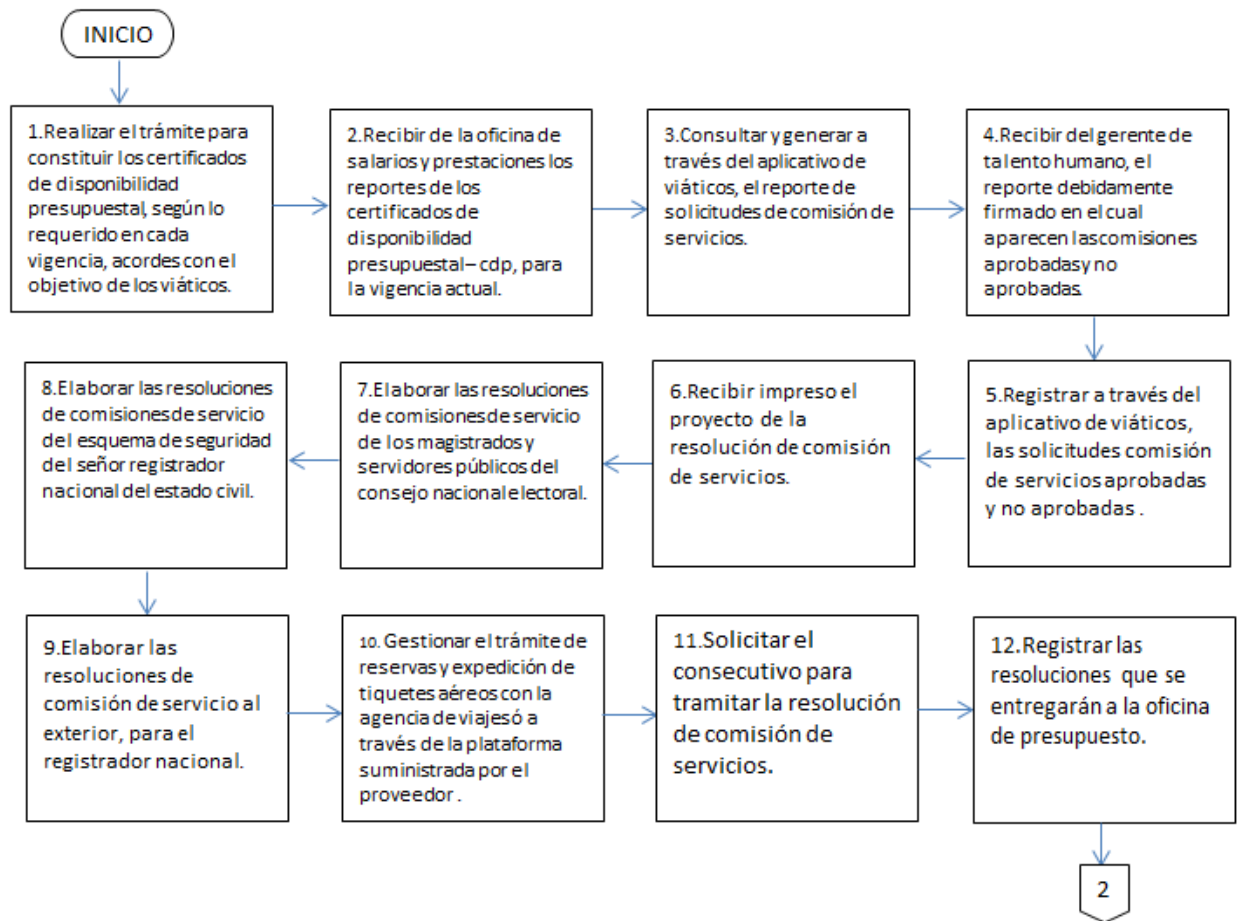 INICIO
1.Realizar el trámite para
constituir los certificados
de disponibilidad
presupuestal, según lo
requerido en cada
vigencia, acordes con el
objetivo de los viáticos.
2.Recibir de la oficina de
salarios y prestaciones los
reportes de los
certificados de
disponibilidad
presupuestal– cdp, para
la vigencia actual.
3.Consultar y generar a
través del aplicativo de
viáticos, el reporte de
solicitudes de comisión de
servicios.
4.Recibir del gerente de
talento humano, el
reporte debidamente
firmado en el cual
aparecen lascomisiones
aprobadasy no
aprobadas.
5.Registrar a través del
aplicativo de viáticos,
las solicitudes comisión
de servicios aprobadas
y no aprobadas .
6.Recibir impreso el
proyecto de la
resolución de comisión
de servicios.
7.Elaborar las resoluciones
de comisiones de servicio
de los magistrados y
servidores públicos del
consejo nacional electoral.
8.Elaborar las resoluciones
de comisiones de servicio
del esquema de seguridad
del señor registrador
nacional del estado civil.
9.Elaborar las
resoluciones de
comisión de servicio al
exterior, para el
registrador nacional.
10. Gestionar el trámite de
reservas y expedición de
tiquetes aéreos con la
agencia de viajesó a
través de la plataforma
suministrada por el
proveedor .
11.Solicitar el
consecutivo para
tramitar la resolución
de comisión de
servicios.
12.Registrar las
resoluciones que se
entregarán a la oficina
de presupuesto.
2